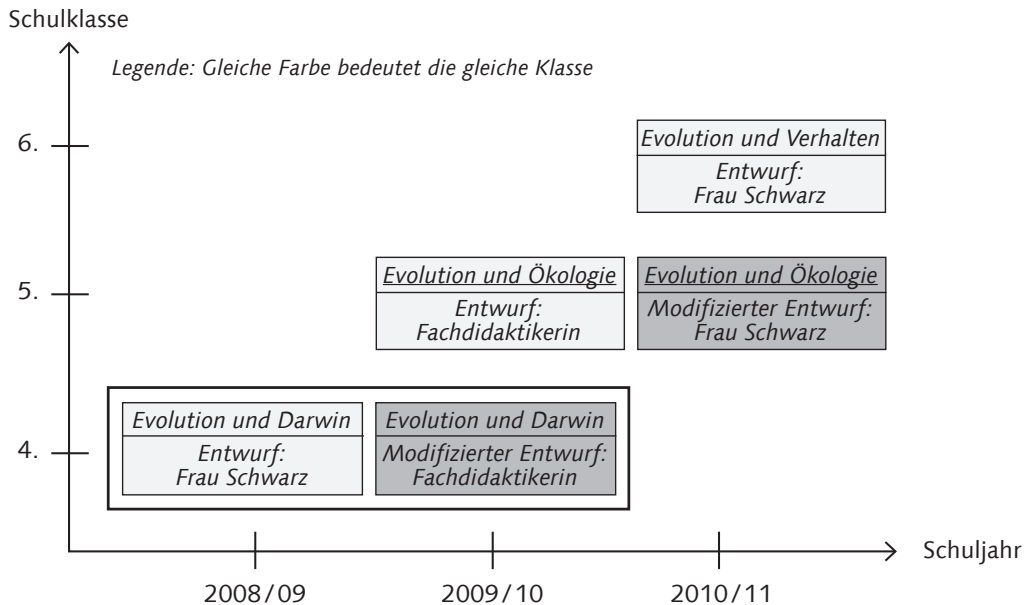 Schulklasse
Legende: Gleiche Farbe bedeutet die gleiche Klasse
6.
Evolution und Verhalten
Entwurf:
Frau Schwarz
5.
Evolution und Ökologie
Entwurf:
Fachdidaktikerin
Evolution und Ökologie
Modifizierter Entwurf:
Frau Schwarz
4.
Evolution und Darwin
Entwurf:
Frau Schwarz
Evolution und Darwin
Modifizierter Entwurf:
Fachdidaktikerin
Schuljahr
2008/09
2009/10
2010/11